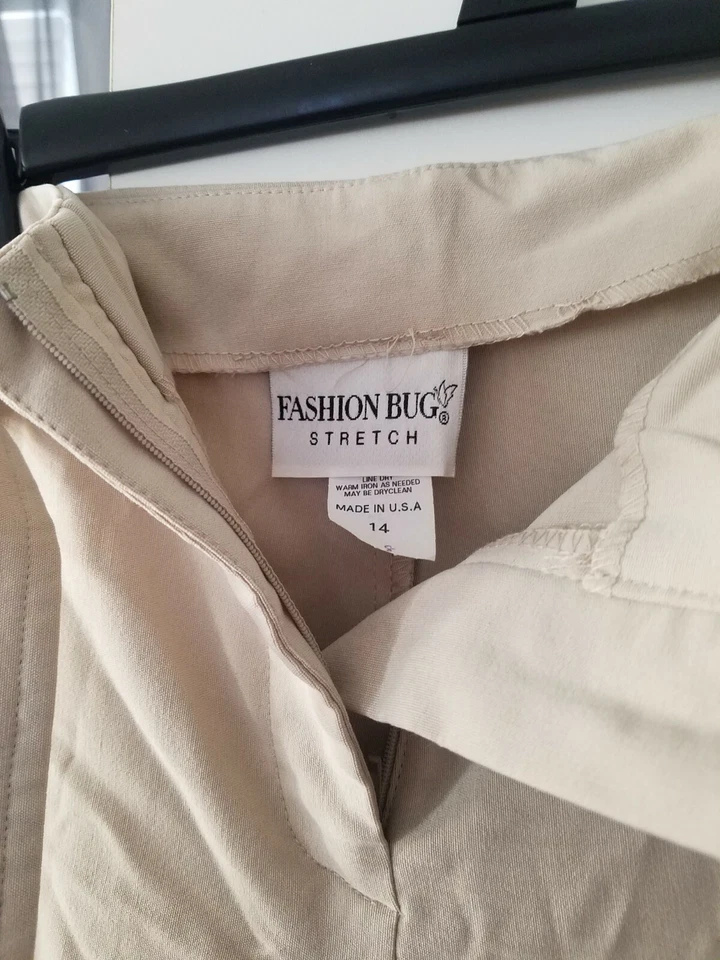 FASHION BUG®
STRETCH
LINE DRY
WARM IRON AS NEEDED
MAY BE DRYCLEAN
MADE IN U.S.A
14